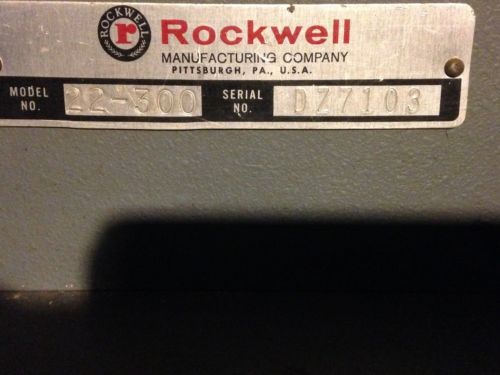 ROCKWELL
r
Rockwell
MANUFACTURING COMPANY
PITTSBURGH, PA., U.S.A.
MODEL NO. 22-300 SERIAL NO. DZ7103